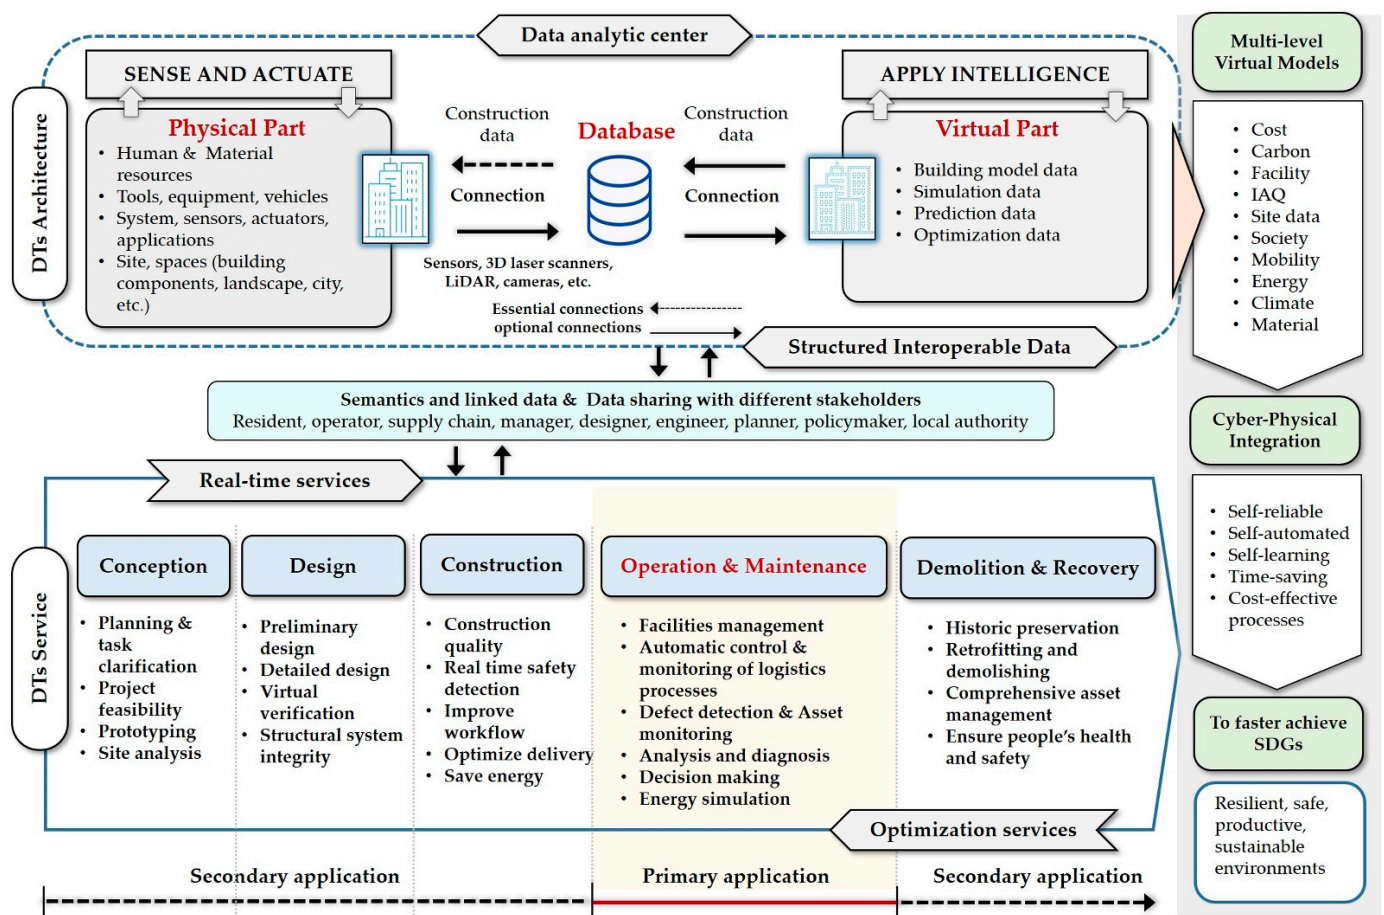 Data analytic center
Multi-level
Virtual Models
SENSE AND ACTUATE
APPLY INTELLIGENCE
DTs Architecture
Physical Part
• Human & Material
resources
• Tools, equipment, vehicles
• System, sensors, actuators,
applications
• Site, spaces (building
components, landscape, city,
etc.)
Construction
data
Connection
Sensors, 3D laser scanners,
LiDAR, cameras, etc.
Database
Construction
data
Connection
Virtual Part
• Building model data
• Simulation data
• Prediction data
• Optimization data
Essential connections
optional connections
Structured Interoperable Data
• Cost
• Carbon
• Facility
• IAQ
• Site data
• Society
• Mobility
• Energy
• Climate
• Material
Semantics and linked data & Data sharing with different stakeholders
Resident, operator, supply chain, manager, designer, engineer, planner, policymaker, local authority
Cyber-Physical
Integration
• Self-reliable
• Self-automated
• Self-learning
• Time-saving
• Cost-effective
processes
Real-time services
DTs Service
Conception
• Planning &
task
clarification
• Project
feasibility
• Prototyping
• Site analysis
Design
• Preliminary
design
• Detailed design
• Virtual
verification
• Structural system
integrity
Construction
• Construction
quality
• Real time safety
detection
• Improve
workflow
• Optimize delivery
• Save energy
Operation & Maintenance
• Facilities management
• Automatic control &
monitoring of logistics
processes
• Defect detection & Asset
monitoring
• Analysis and diagnosis
• Decision making
• Energy simulation
Demolition & Recovery
• Historic preservation
• Retrofitting and
demolishing
• Comprehensive asset
management
• Ensure people's health
and safety
To faster achieve
SDGs
Resilient, safe,
productive,
sustainable
environments
Optimization services
Secondary application
Primary application
Secondary application